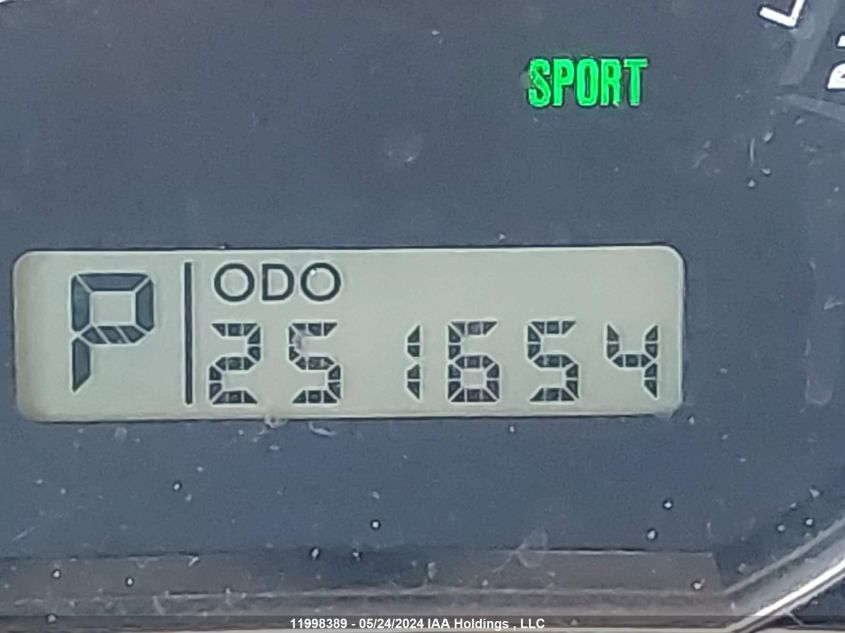 SPORT
P
ODO
251654
11998389 - 05/24/2024 IAA Holdings , LLC